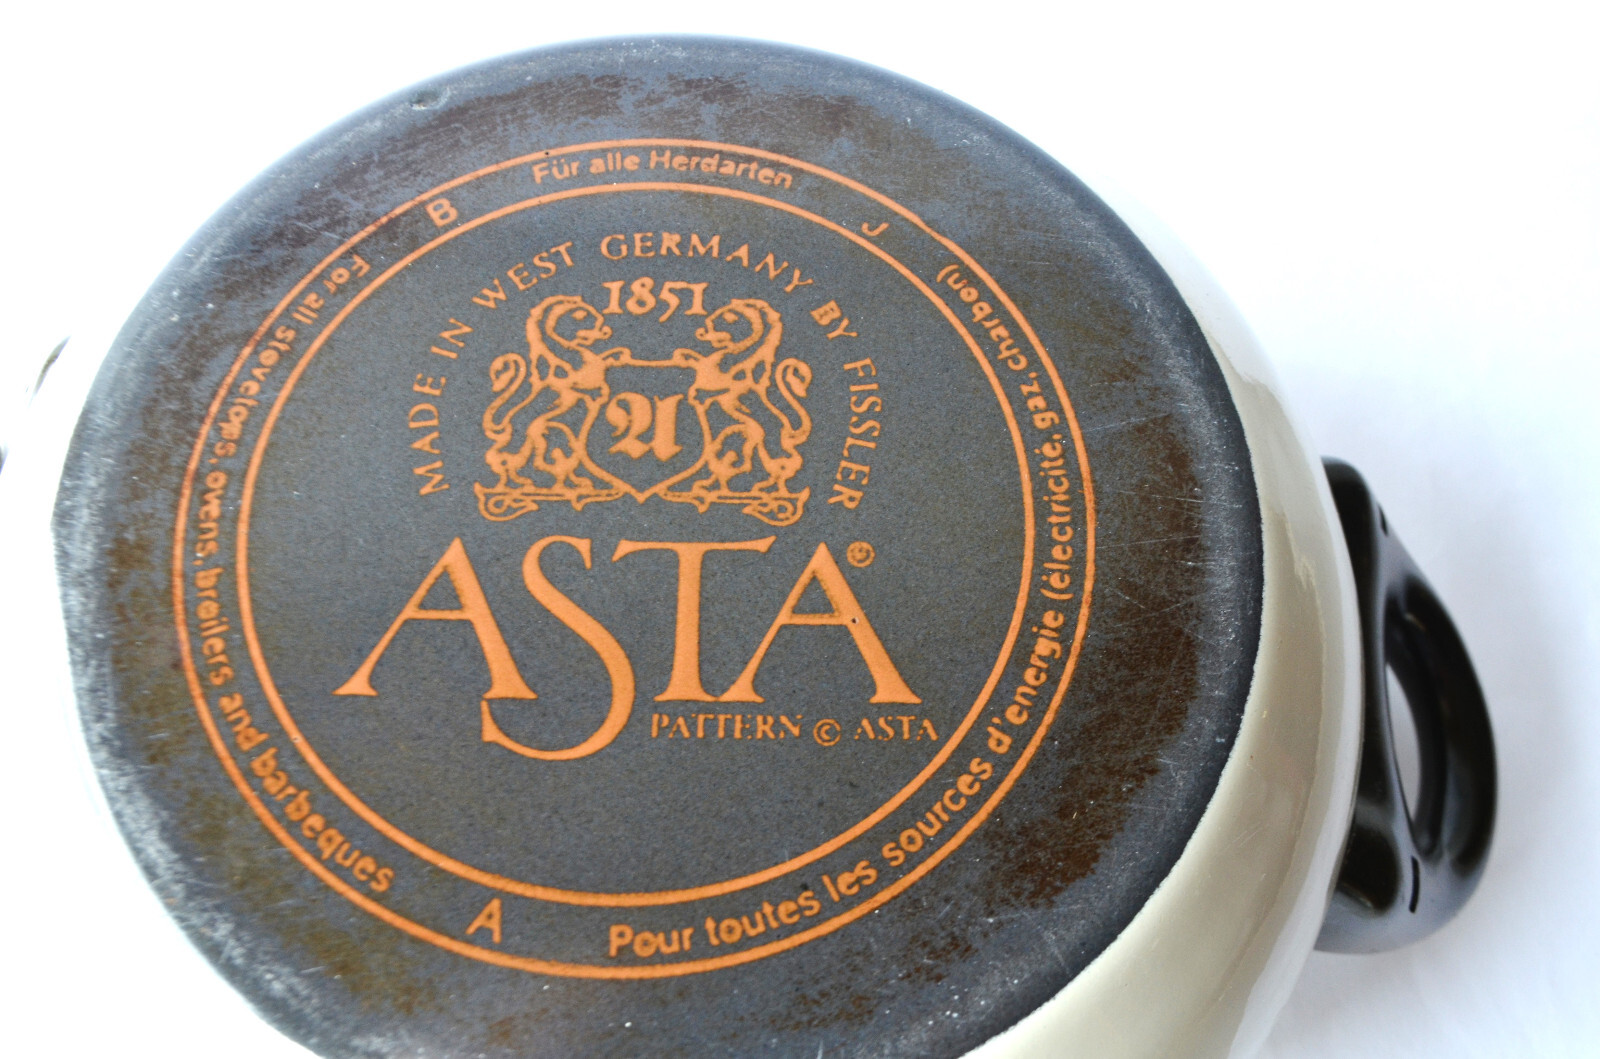 Für alle Herdarten
J
Pour toutes les sources d'energie (électricité, gaz, charbon)
A
For all stovetops, ovens, broilers and barbeques
B
MADE IN WEST GERMANY BY FISSLER
1851
A
ASTA ©
PATTERN © ASTA